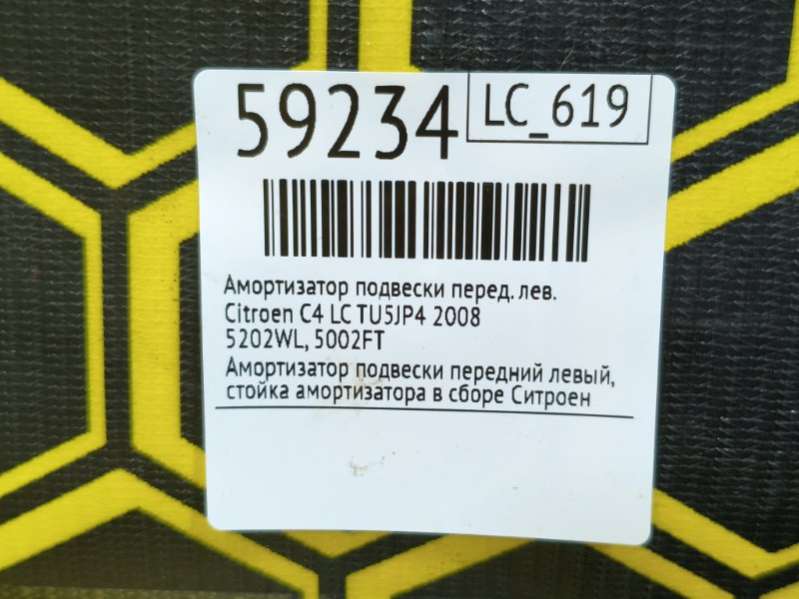 59234
LC_619
Амортизатор подвески перед. лев.
Citroen C4 LC TU5JP4 2008
5202WL, 5002FT
Амортизатор подвески передний левый,
стойка амортизатора в сборе Ситроен